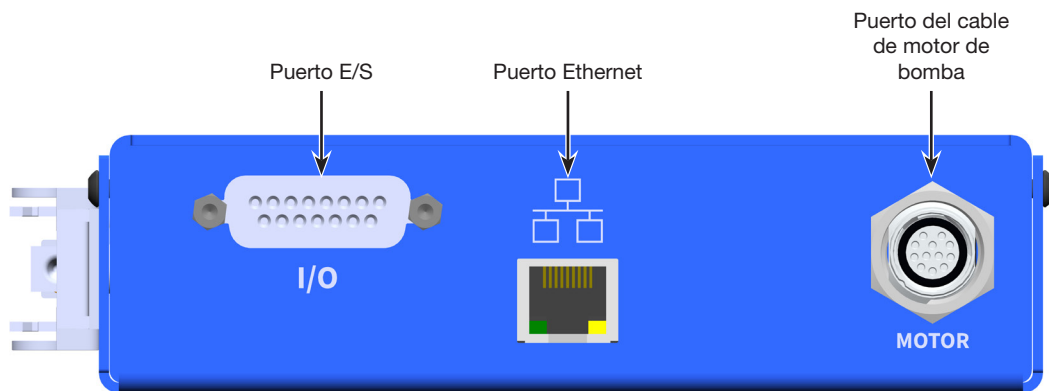 Puerto del cable
de motor de
bomba
Puerto E/S
Puerto Ethernet
I/O
MOTOR